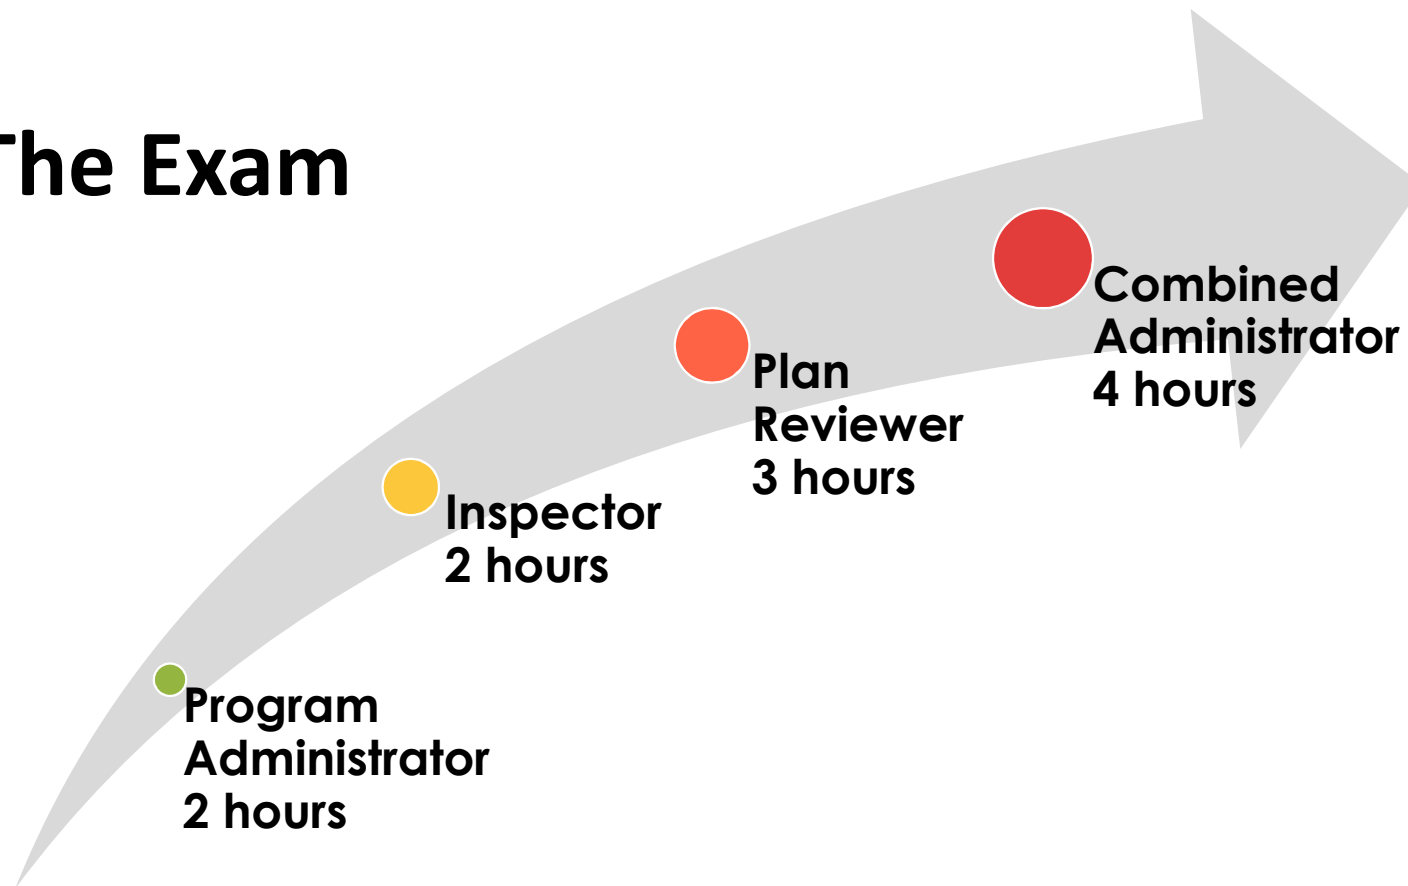 The Exam
Combined
Administrator
4 hours
Plan
Reviewer
3 hours
Inspector
2 hours
Program
Administrator
2 hours